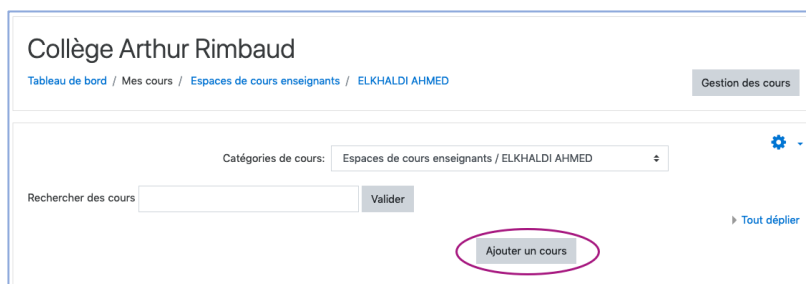 Collège Arthur Rimbaud
Tableau de bord / Mes cours / Espaces de cours enseignants / ELKHALDI AHMED
Gestion des cours
Catégories de cours: Espaces de cours enseignants / ELKHALDI AHMED
Rechercher des cours Valider
Tout déplier
Ajouter un cours